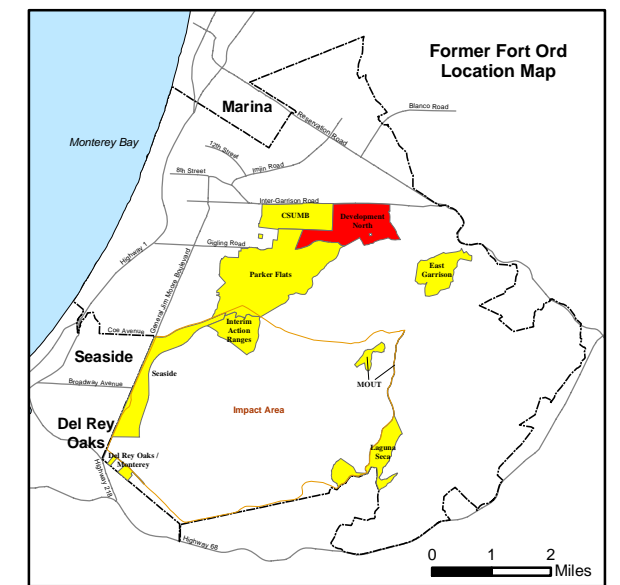 Former Fort Ord
Location Map
Marina
Blanco Road
Reservation Road
Monterey Bay
12th Street
Imjin Road
8th Street
Inter-Garrison Road
CSUMB
Development
North
Gigling Road
Highway 1
General Jim Moore Boulevard
East
Garrison
Parker Flats
Interim
Action
Ranges
Coe Avenue
Seaside
Seaside
MOUT
Broadway Avenue
Impact Area
Del Rey
Oaks
Laguna
Seca
Del Rey Oaks /
Monterey
Highway 218
Highway 68
0 1 2
Miles